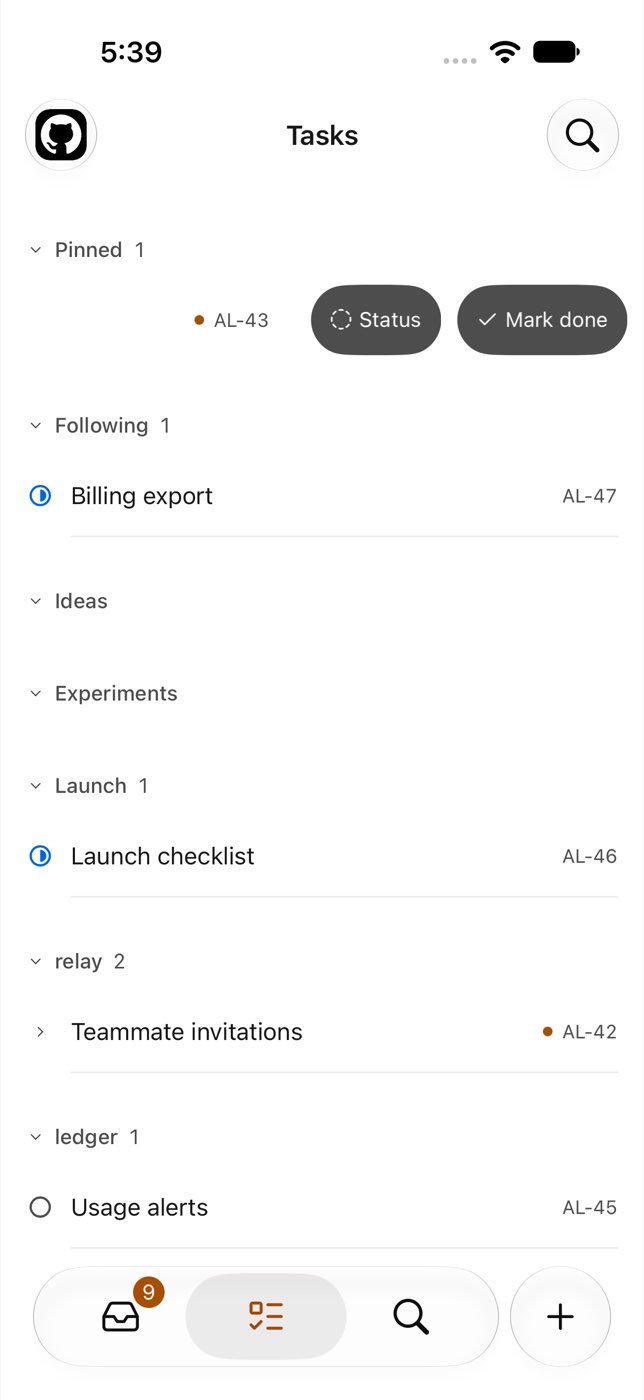 5:39
Tasks
Pinned 1
AL-43 Status Mark done
Following 1
Billing export AL-47
Ideas
Experiments
Launch 1
Launch checklist AL-46
relay 2
Teammate invitations AL-42
ledger 1
Usage alerts AL-45
9